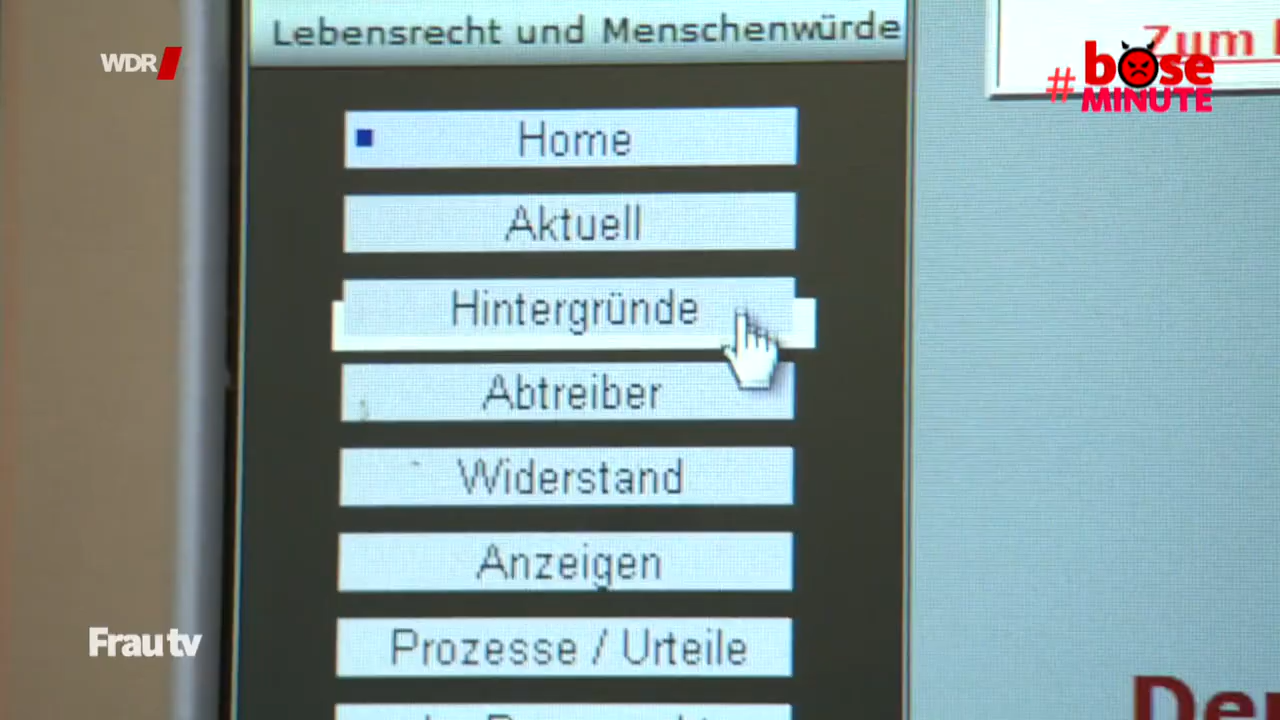 Lebensrecht und Menschenwürde
WDR
Zum
#böse
MINUTE
Home
Aktuell
Hintergründe
Abtreiber
Widerstand
Anzeigen
Prozesse / Urteile
Frau tv